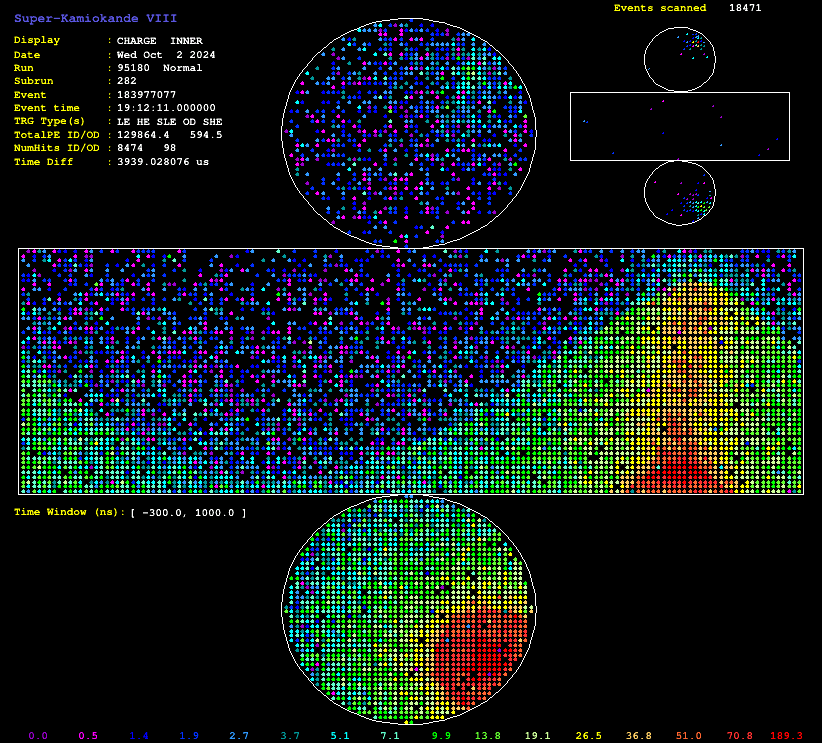 Super-Kamiokande VIII
Events scanned 18471
Display : CHARGE INNER
Date : Wed Oct 2 2024
Run : 95180 Normal
Subrun : 282
Event : 183977077
Event time : 19:12:11.000000
TRG Type(s) : LE HE SLE OD SHE
TotalPE ID/OD : 129864.4 594.5
NumHits ID/OD : 8474 98
Time Diff : 3939.028076 us
Time Window (ns): [ -300.0, 1000.0 ]
0.0 0.5 1.4 1.9 2.7 3.7 5.1 7.1 9.9 13.8 19.1 26.5 36.8 51.0 70.8 189.3